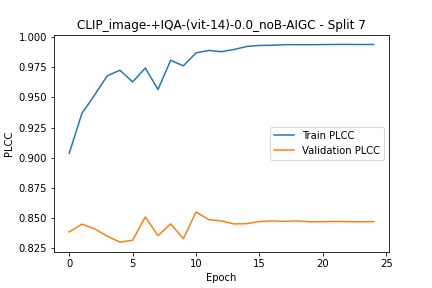 CLIP_image-+IQA-(vit-14)-0.0_noB-AIGC - Split 7
1.000
0.975
0.950
0.925
0.900
0.875
0.850
0.825
PLCC
Train PLCC
Validation PLCC
0 5 10 15 20 25
Epoch